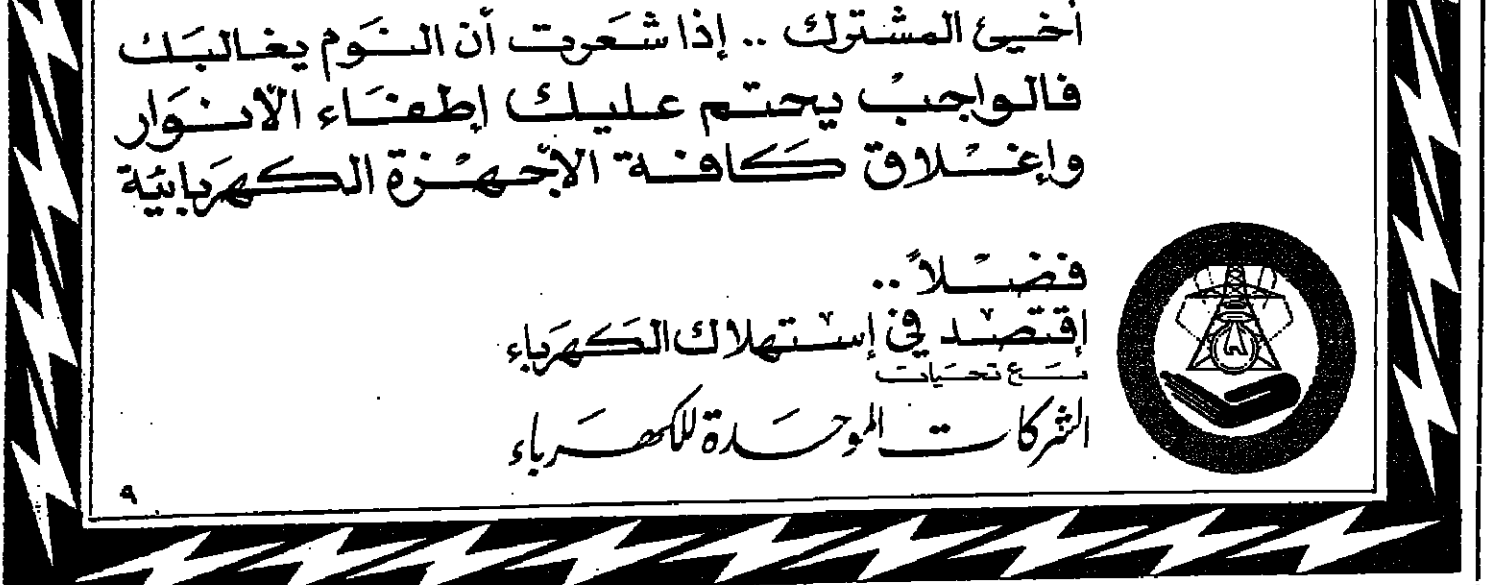 أخيئ المشترك .. إذا شعرت أن النوم يغالبك
فالواجب يحتم عليك إطفاء الأنوار
وإغلاق كافة الأجهزة الكهربائية
فضلاً ..
إقتصد في إستهلاك الكهرباء
مع تحيات
الشركات الموحدة للكهرباء
٩